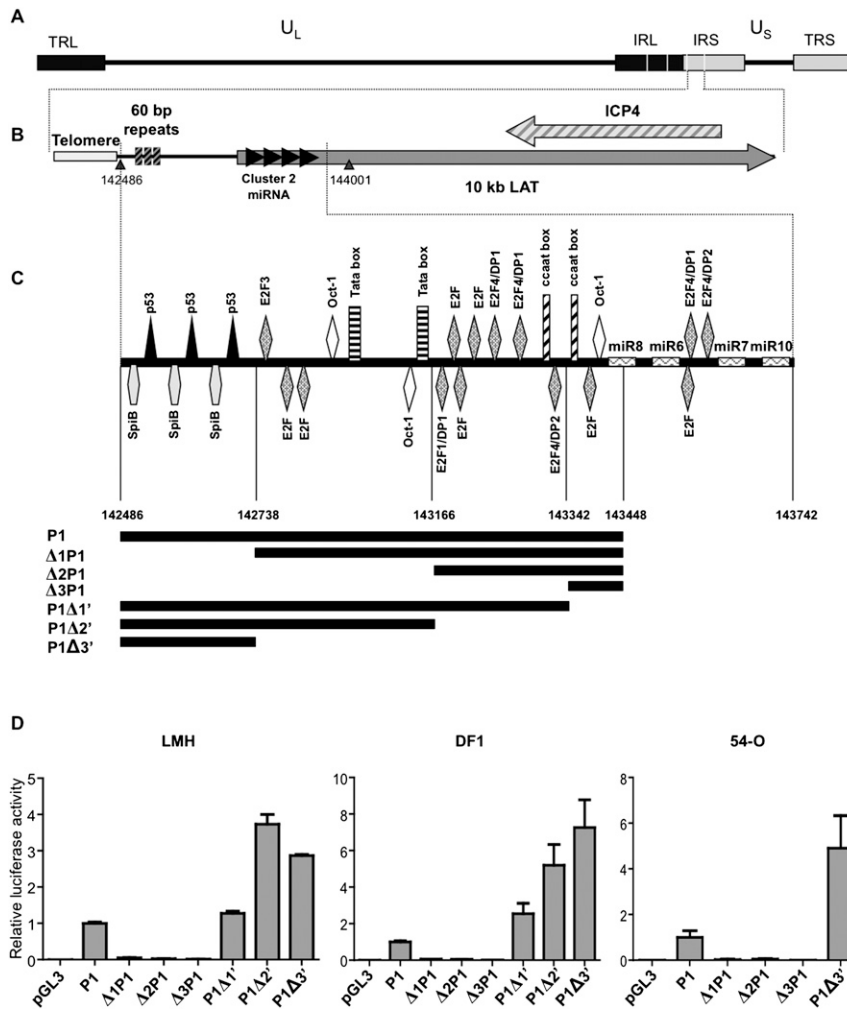 A
TRL
UL
IRL
IRS
US
TRS
B
Telomere
60 bp
repeats
ICP4
142486
Cluster 2
miRNA
144001
10 kb LAT
C
p53
p53
p53
E2F3
Oct-1
Tata box
Tata box
E2F
E2F
E2F4/DP1
E2F4/DP1
ccaat box
ccaat box
Oct-1
E2F4/DP1
E2F4/DP2
miR8
miR6
miR7
miR10
SpiB
SpiB
SpiB
E2F
E2F
Oct-1
E2F1/DP1
E2F
E2F4/DP2
E2F
E2F
142486
142738
143166
143342
143448
143742
P1
Δ1P1
Δ2P1
Δ3P1
P1Δ1'
P1Δ2'
P1Δ3'
D
LMH
DF1
54-O
Relative luciferase activity
5
4
3
2
1
0
pGL3
P1
Δ1P1
Δ2P1
Δ3P1
P1Δ1'
P1Δ2'
P1Δ3'
10
8
6
4
2
0
pGL3
P1
Δ1P1
Δ2P1
Δ3P1
P1Δ1'
P1Δ2'
P1Δ3'
8
6
4
2
0
pGL3
P1
Δ1P1
Δ2P1
Δ3P1
P1Δ3'